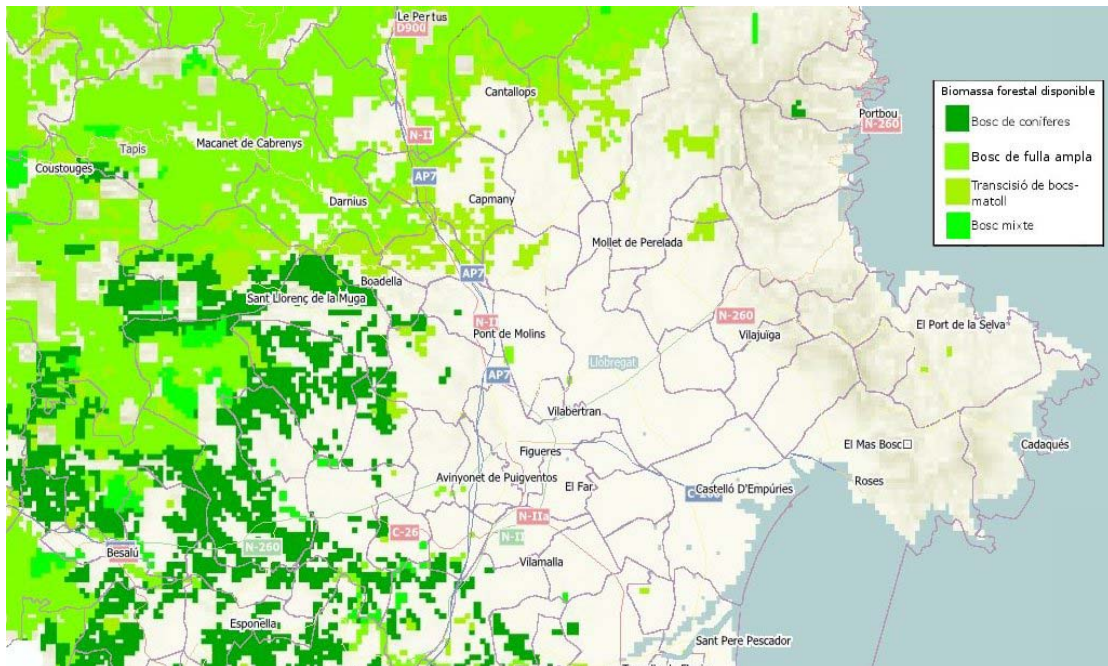 Le Pertus
D900
Cantallops
Biomassa forestal disponible
Bosc de coníferes
Bosc de fulla ampla
Transcisió de bocs-
matoll
Bosc mixte
Portbou
N-260
N-II
Tapis
Macanet de Cabrenys
Coustouges
AP7
Darnius
Capmany
Mollet de Perelada
AP7
Boadella
Sant Llorenç de la Muga
N-II
Pont de Molins
N-260
Vilajuïga
El Port de la Selva
Llobregat
AP7
Vilabertran
El Mas Bosc
Cadaqués
Figueres
Avinyonet de Puigventos
El Far
Roses
Castelló D'Empúries
N-IIa
C-26
N-II
N-260
Besalú
Vilamalla
Esponella
Sant Pere Pescador